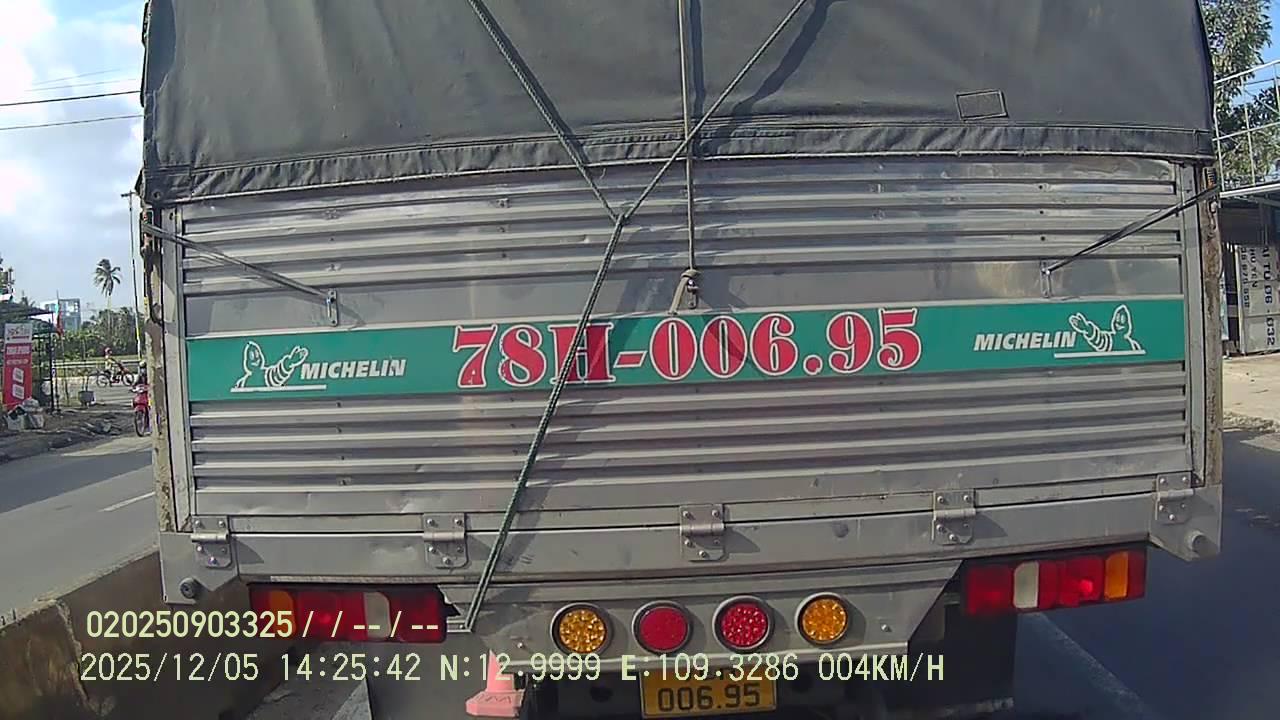 MICHELIN
78H-006.95
MICHELIN
020250903325/ / --/--
2025/12/05 14:25:42 N:12.9999 E:109.3286 004KM/H
006.95